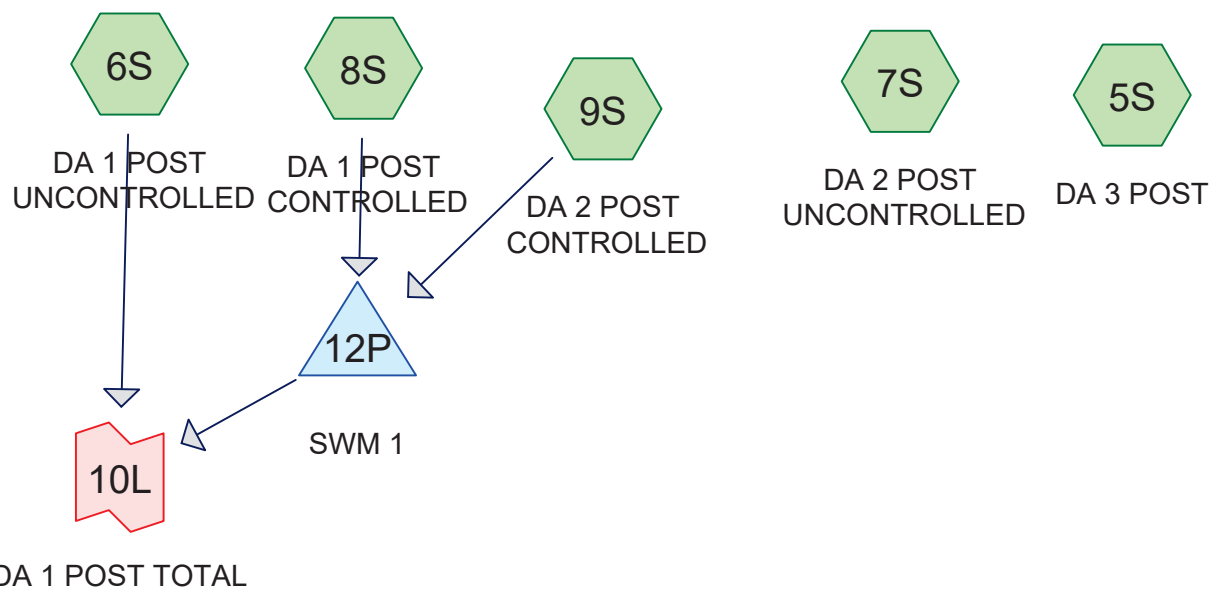 6S
DA 1 POST
UNCONTROLLED
8S
DA 1 POST
CONTROLLED
9S
DA 2 POST
CONTROLLED
7S
DA 2 POST
UNCONTROLLED
5S
DA 3 POST
12P
SWM 1
10L
DA 1 POST TOTAL